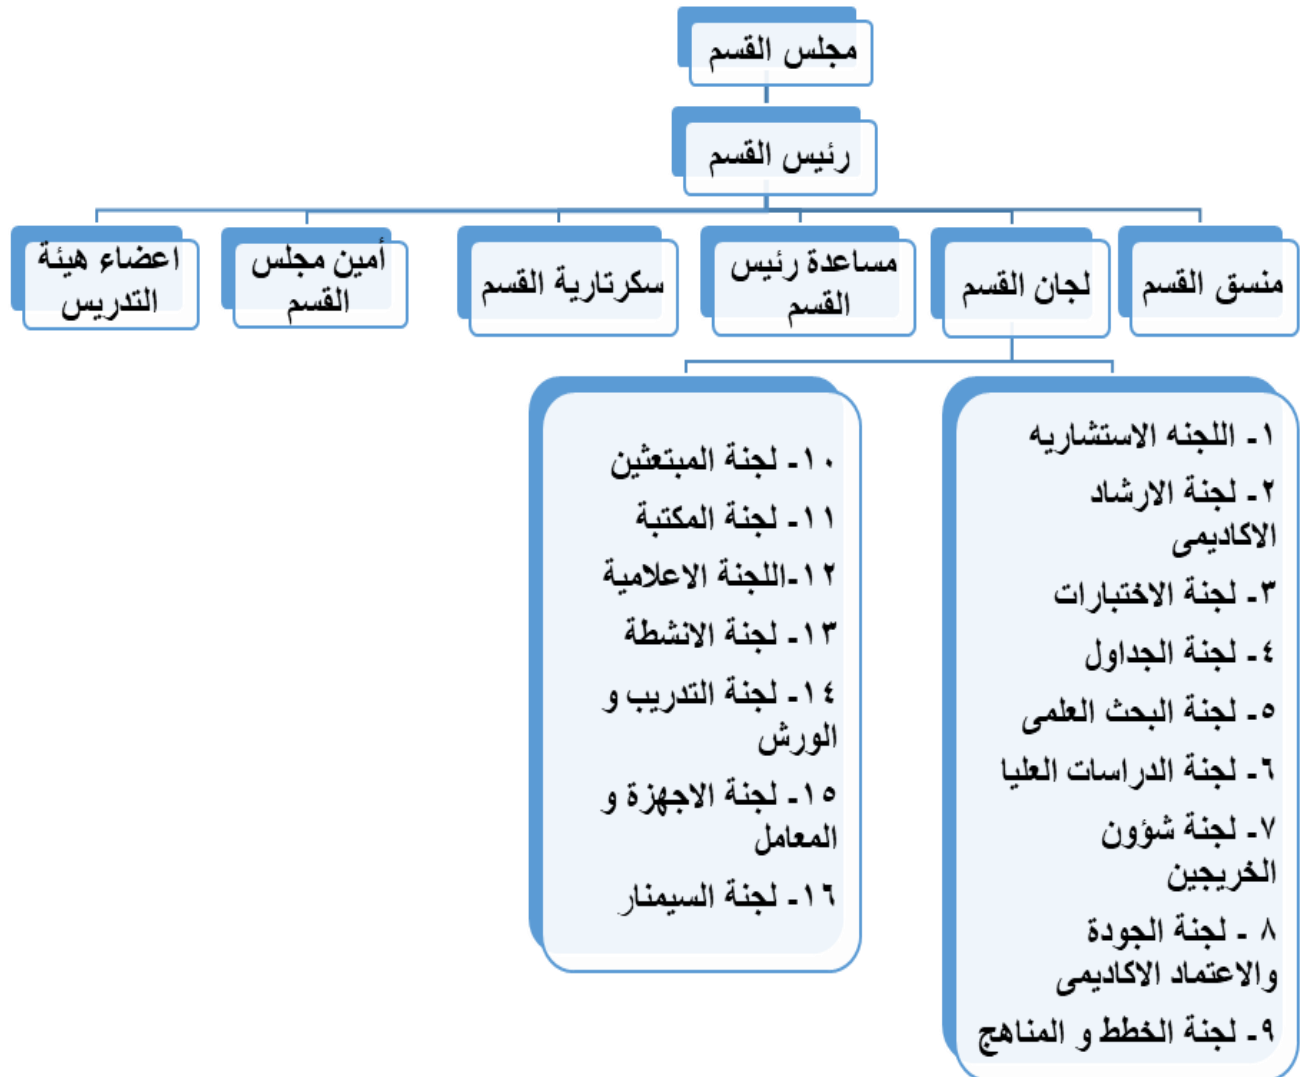 مجلس القسم
رئيس القسم
منسق القسم
لجان القسم
مساعدة رئيس
القسم
سكرتارية القسم
أمين مجلس
القسم
اعضاء هيئة
التدريس
١- اللجنه الاستشاريه
٢- لجنة الارشاد
الاكاديمى
٣- لجنة الاختبارات
٤- لجنة الجداول
٥- لجنة البحث العلمى
٦- لجنة الدراسات العليا
٧- لجنة شؤون
الخريجين
٨ - لجنة الجودة
والاعتماد الاكاديمى
٩- لجنة الخطط و المناهج
١٠- لجنة المبتعثين
١١- لجنة المكتبة
١٢-اللجنة الاعلامية
١٣- لجنة الانشطة
١٤- لجنة التدريب و
الورش
١٥- لجنة الاجهزة و
المعامل
١٦- لجنة السيمنار